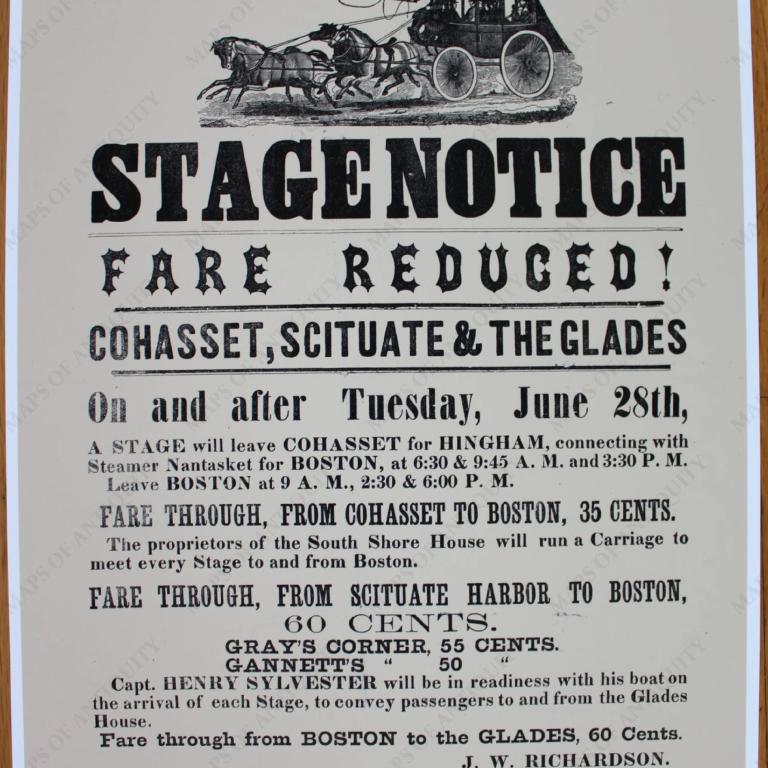 STAGE NOTICE
FARE REDUCED!
COHASSET, SCITUATE & THE GLADES
On and after Tuesday, June 28th,
A STAGE will leave COHASSET for HINGHAM, connecting with
Steamer Nantasket for BOSTON, at 6:30 & 9:45 A. M. and 3:30 P. M.
Leave BOSTON at 9 A. M., 2:30 & 6:00 P. M.
FARE THROUGH, FROM COHASSET TO BOSTON, 35 CENTS.
The proprietors of the South Shore House will run a Carriage to
meet every Stage to and from Boston.
FARE THROUGH, FROM SCITUATE HARBOR TO BOSTON,
60 CENTS.
GRAY'S CORNER, 55 CENTS.
GANNETT'S " 50 "
Capt. HENRY SYLVESTER will be in readiness with his boat on
the arrival of each Stage, to convey passengers to and from the Glades
House.
Fare through from BOSTON to the GLADES, 60 Cents.
J. W. RICHARDSON.
MAPS OF ANTIQUITY